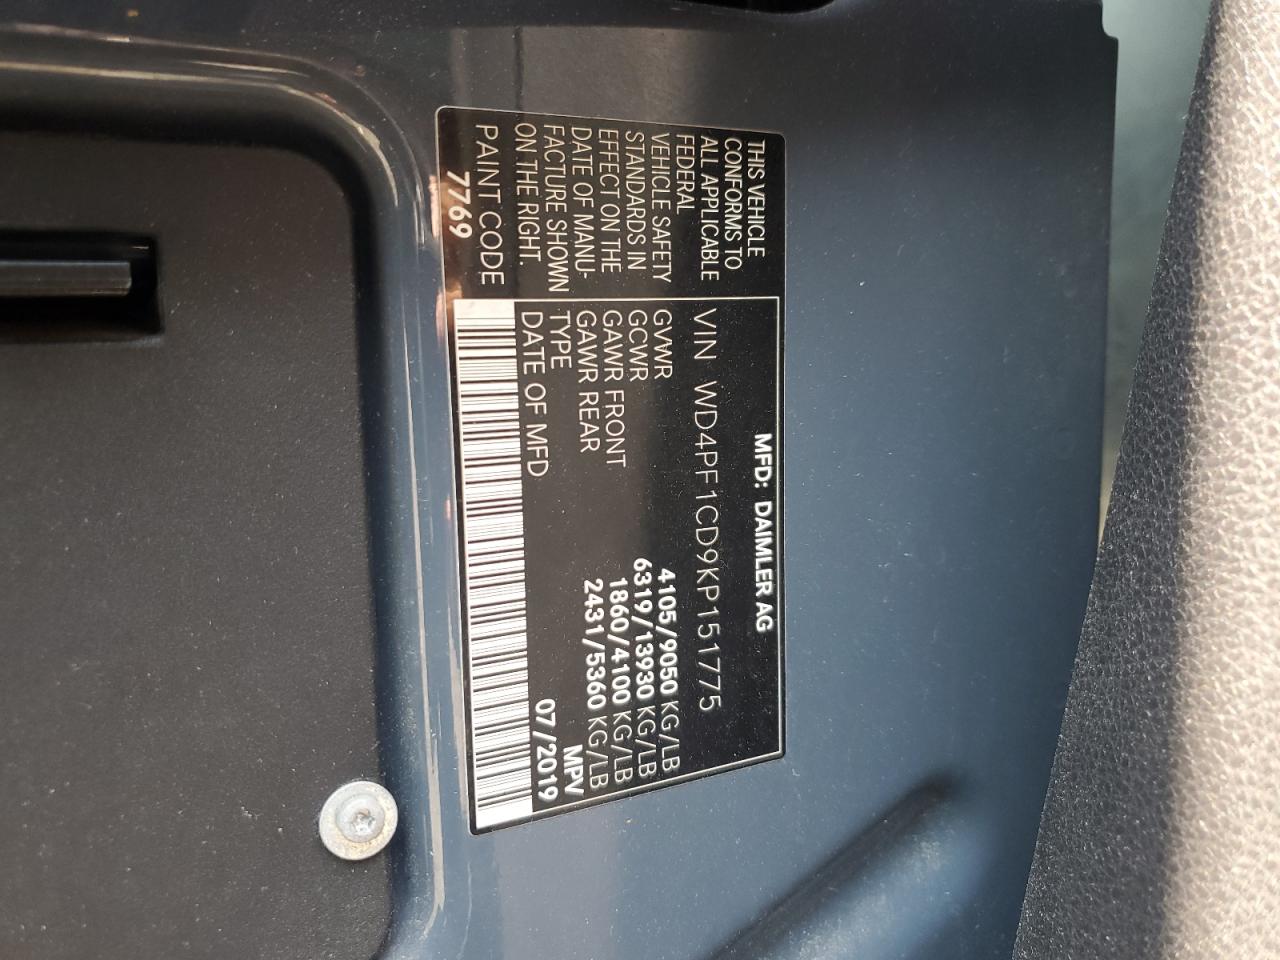 THIS VEHICLE
CONFORMS TO
ALL APPLICABLE
FEDERAL
VEHICLE SAFETY
STANDARDS IN
EFFECT ON THE
DATE OF MANU-
FACTURE SHOWN
ON THE RIGHT.
PAINT CODE
7769
MFD: DAIMLER AG
VIN WD4PF1CD9KP151775
GVWR 4105/9050 KG/LB
GCWR 6319/13930 KG/LB
GAWR FRONT 1860/4100 KG/LB
GAWR REAR 2431/5360 KG/LB
TYPE MPV
DATE OF MFD 07/2019